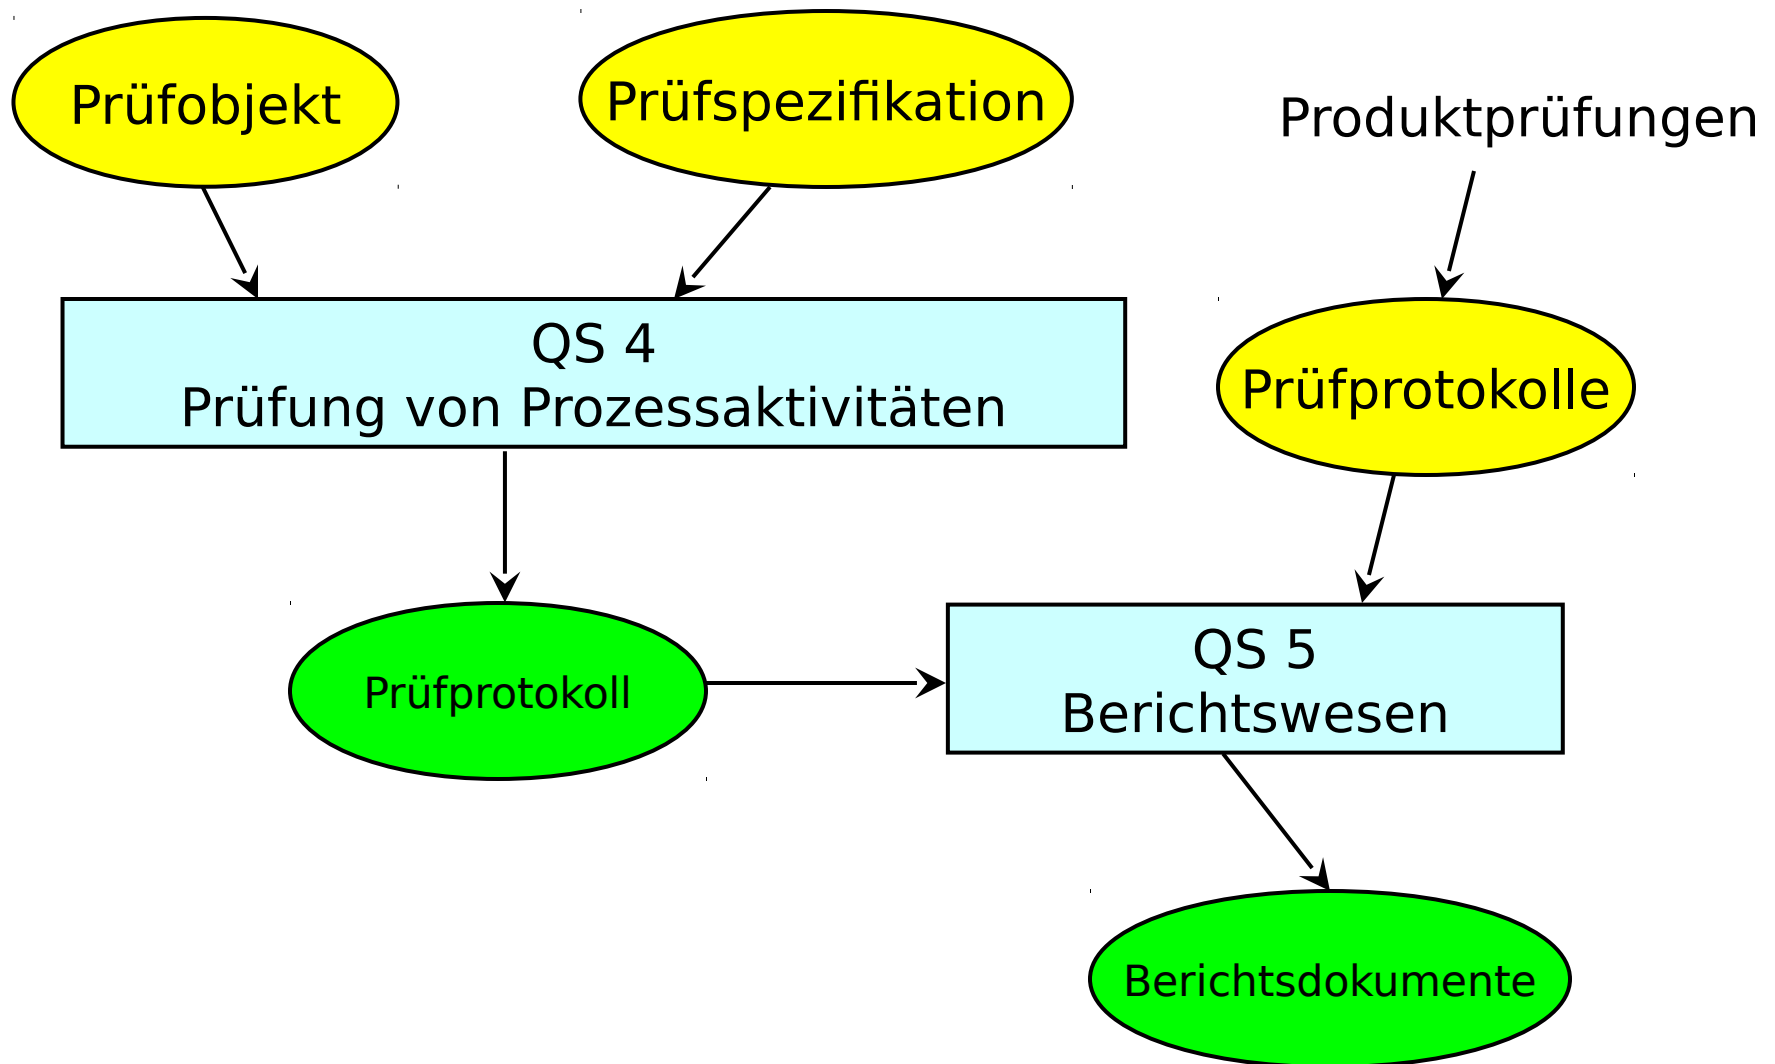 Prüfobjekt
Prüfspezifikation
Produktprüfungen
QS 4
Prüfung von Prozessaktivitäten
Prüfprotokolle
Prüfprotokoll
QS 5
Berichtswesen
Berichtsdokumente